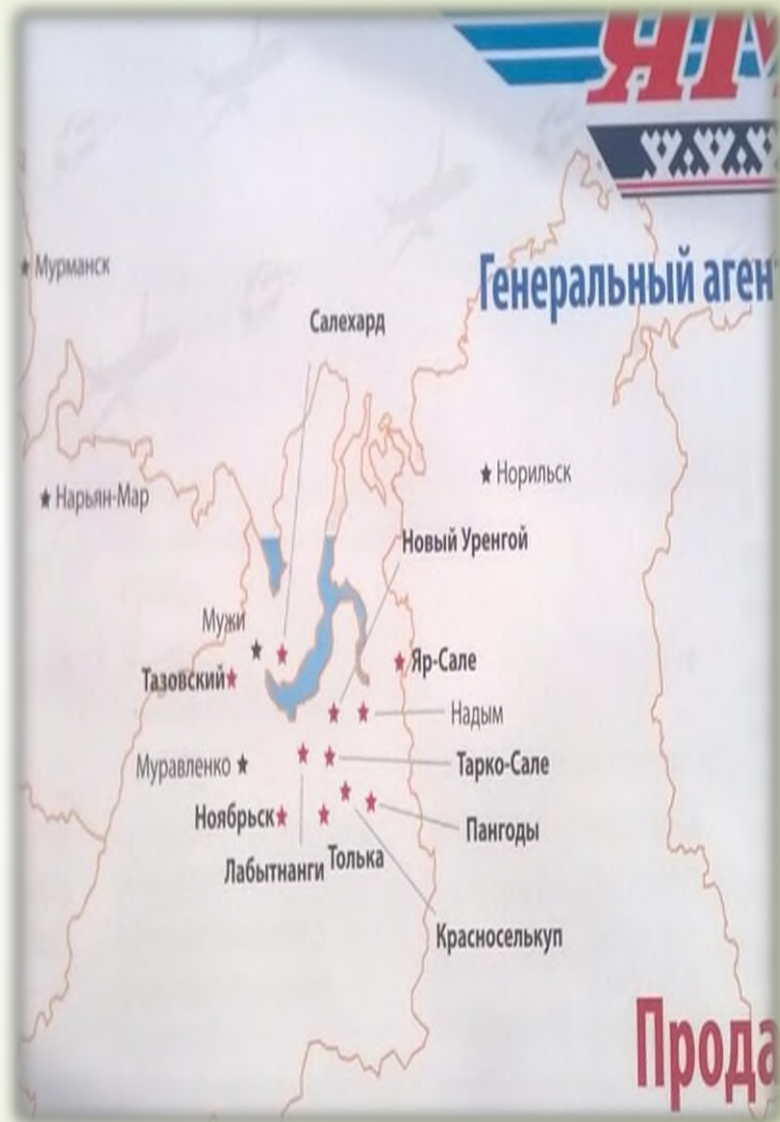 ЯМ
Мурманск
Генеральный аген
Салехард
Норильск
Нарьян-Мар
Новый Уренгой
Мужи
Яр-Сале
Тазовский
Надым
Муравленко
Тарко-Сале
Ноябрьск
Пангоды
Толька
Лабытнанги
Красноселькуп
Прода